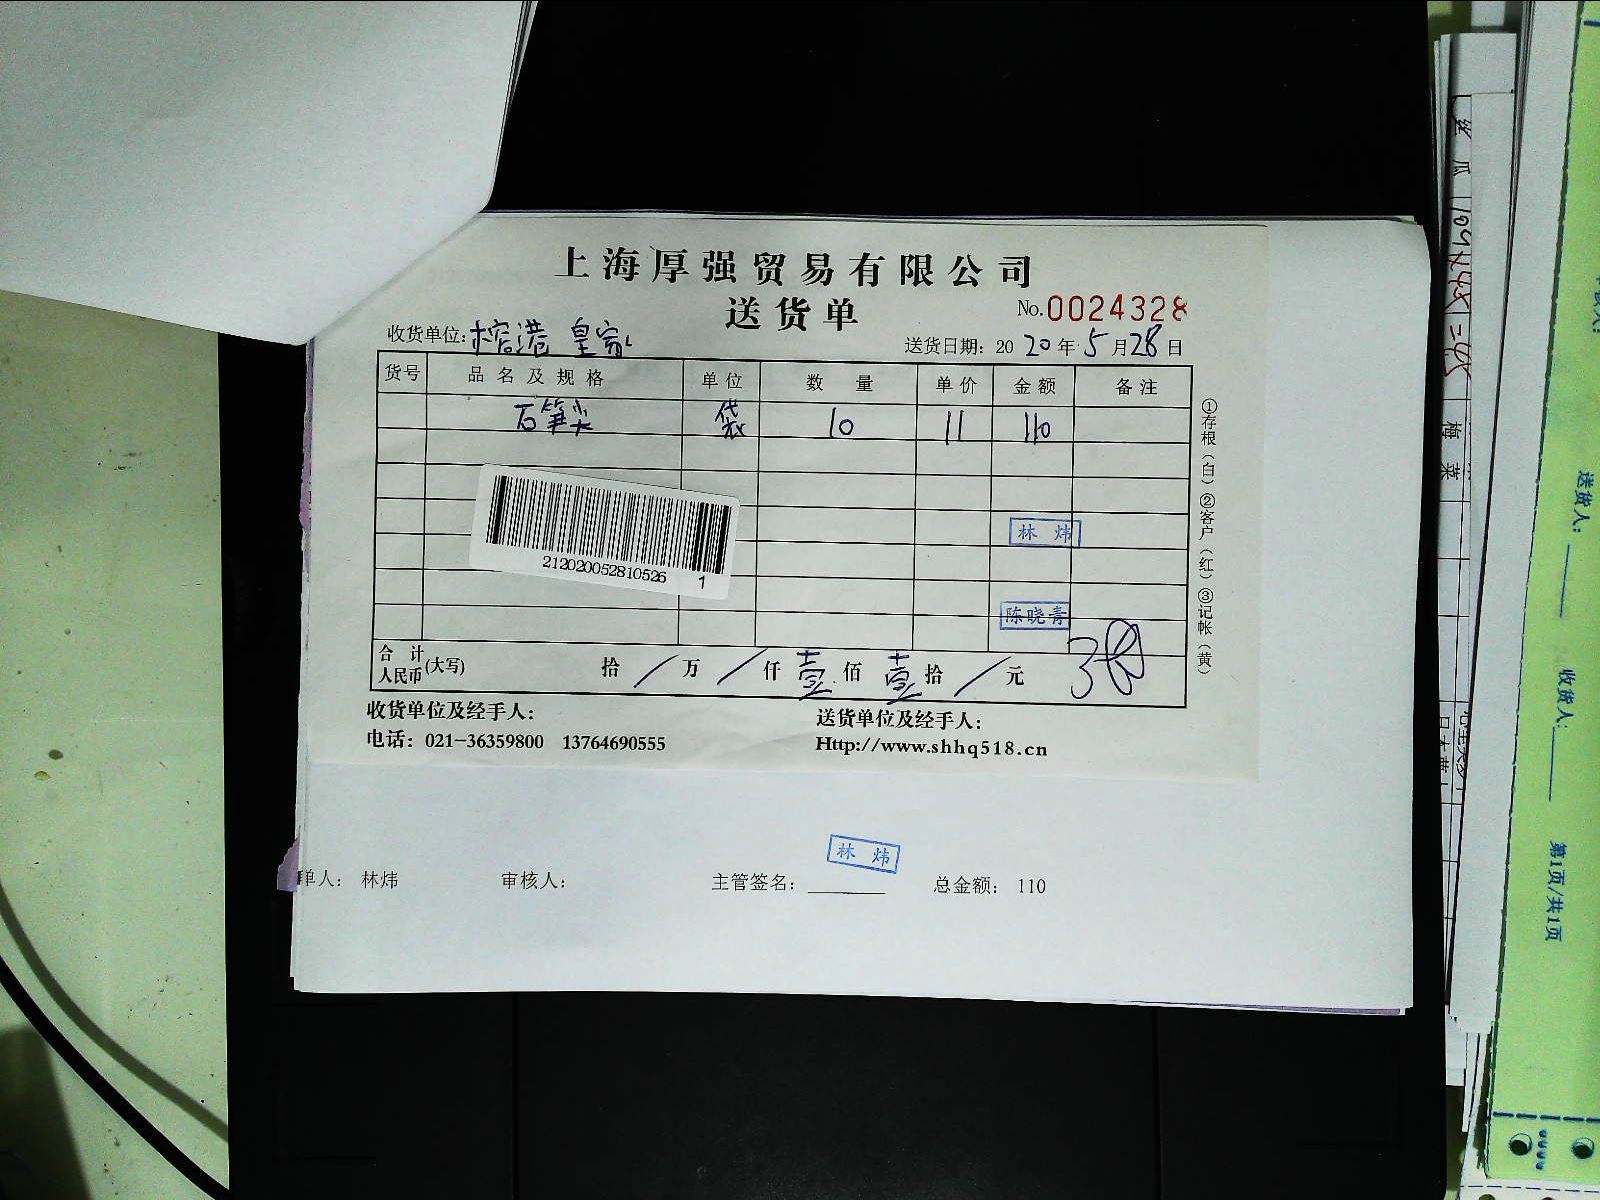 上海厚强贸易有限公司
送货单
No.0024328
收货单位:榕港 皇家
送货日期: 2020年5月28日
货号 品名及规格 单位 数量 单价 金额 备注
石笋尖 袋 10 11 110
林炜
212020052810526 1
陈晓青
合计人民币(大写) 拾 / 万 / 仟 壹 佰 壹 拾 / 元
①存根(白)②客户(红)③记帐(黄)
收货单位及经手人:
送货单位及经手人:
电话: 021-36359800 13764690555
Http://www.shhq518.cn
林炜
单人: 林炜 审核人: 主管签名: 总金额: 110
梅菜
送货人:
收货人:
第1页/共1页